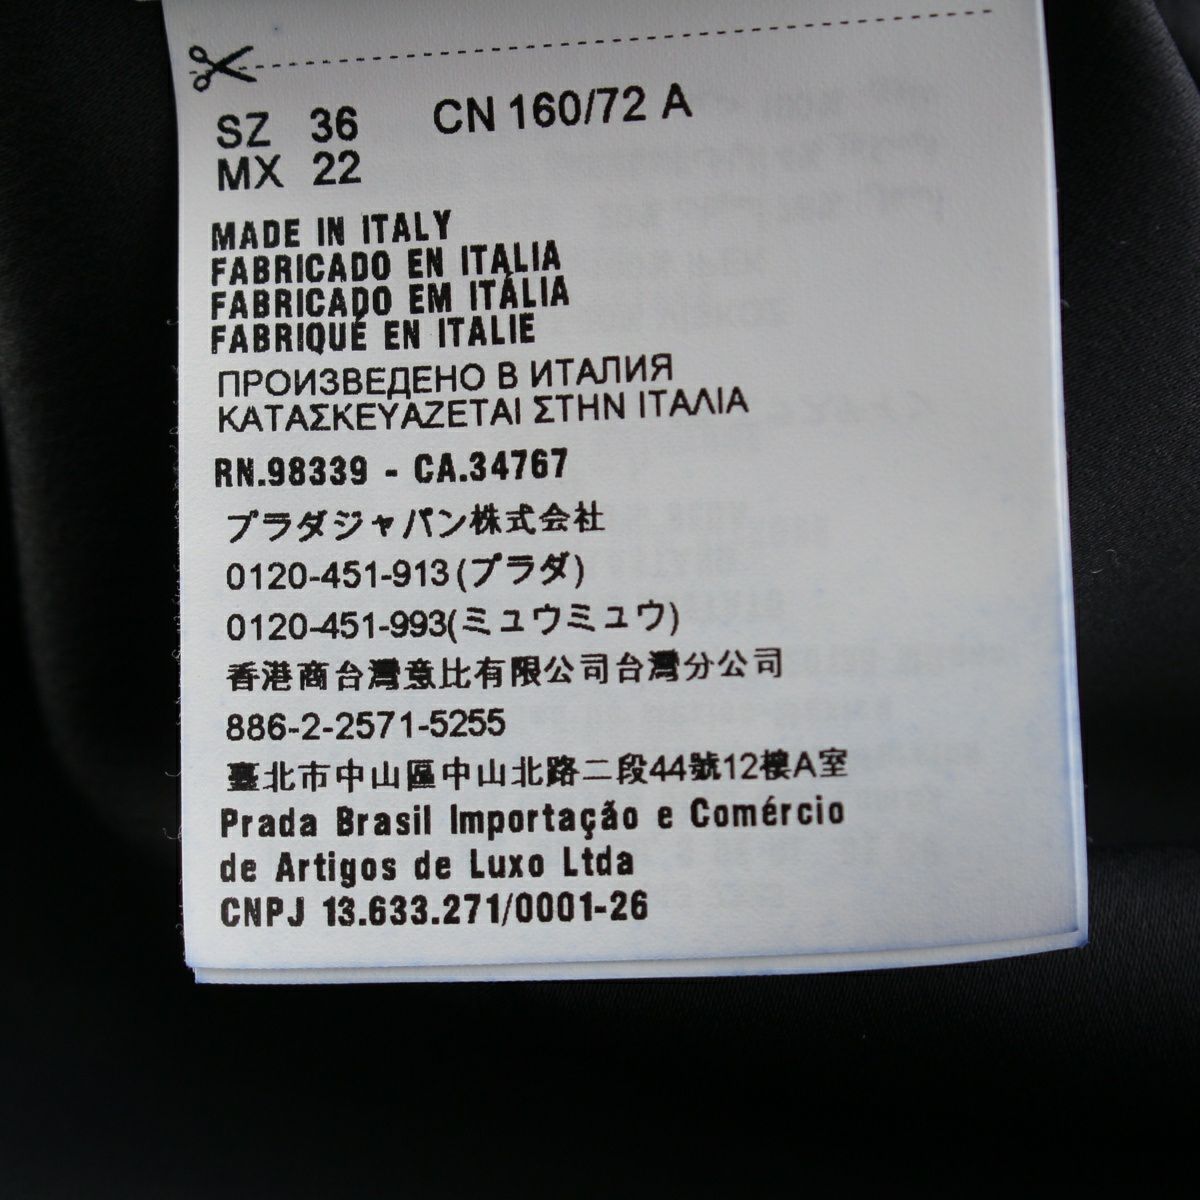 SZ 36 CN 160/72 A
MX 22
MADE IN ITALY
FABRICADO EN ITALIA
FABRICADO EM ITÁLIA
FABRIQUÉ EN ITALIE
ПРОИЗВЕДЕНО В ИТАЛИЯ
ΚΑΤΑΣΚΕΥΑΖΕΤΑΙ ΣΤΗΝ ΙΤΑΛΙΑ
RN.98339 - CA.34767
プラダジャパン株式会社
0120-451-913(プラダ)
0120-451-993(ミュウミュウ)
香港商台灣意比有限公司台灣分公司
886-2-2571-5255
臺北市中山區中山北路二段44號12樓A室
Prada Brasil Importação e Comércio
de Artigos de Luxo Ltda
CNPJ 13.633.271/0001-26